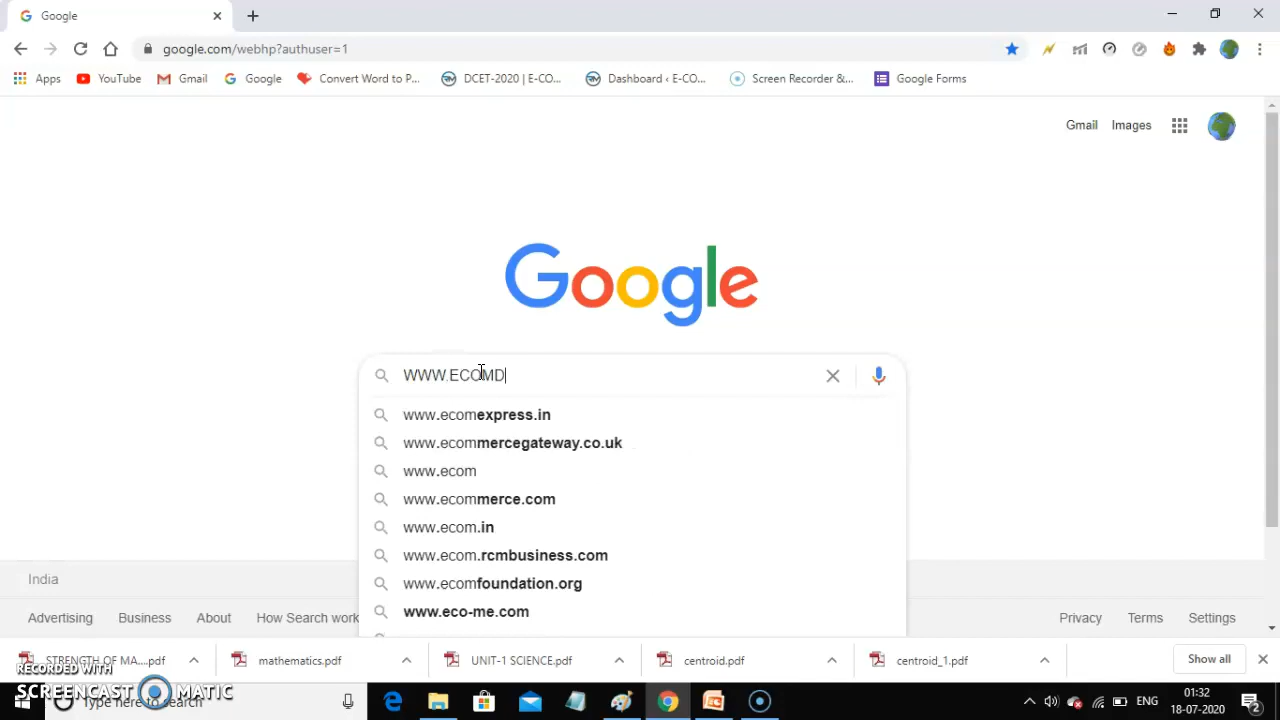 Google
google.com/webhp?authuser=1
Apps YouTube Gmail Google Convert Word to P... DCET-2020 | E-CO... Dashboard ‹ E-CO... Screen Recorder &... Google Forms
Gmail Images
Google
WWW.ECOMD
www.ecomexpress.in
www.ecommercegateway.co.uk
www.ecom
www.ecommerce.com
www.ecom.in
www.ecom.rcmbusiness.com
www.ecomfoundation.org
www.eco-me.com
India
Advertising Business About How Search work Privacy Terms Settings
STRENGTH OF MA....pdf mathematics.pdf UNIT-1 SCIENCE.pdf centroid.pdf centroid_1.pdf Show all
RECORDED WITH
SCREENCAST MATIC
Type here to search
ENG
01:32
18-07-2020
2